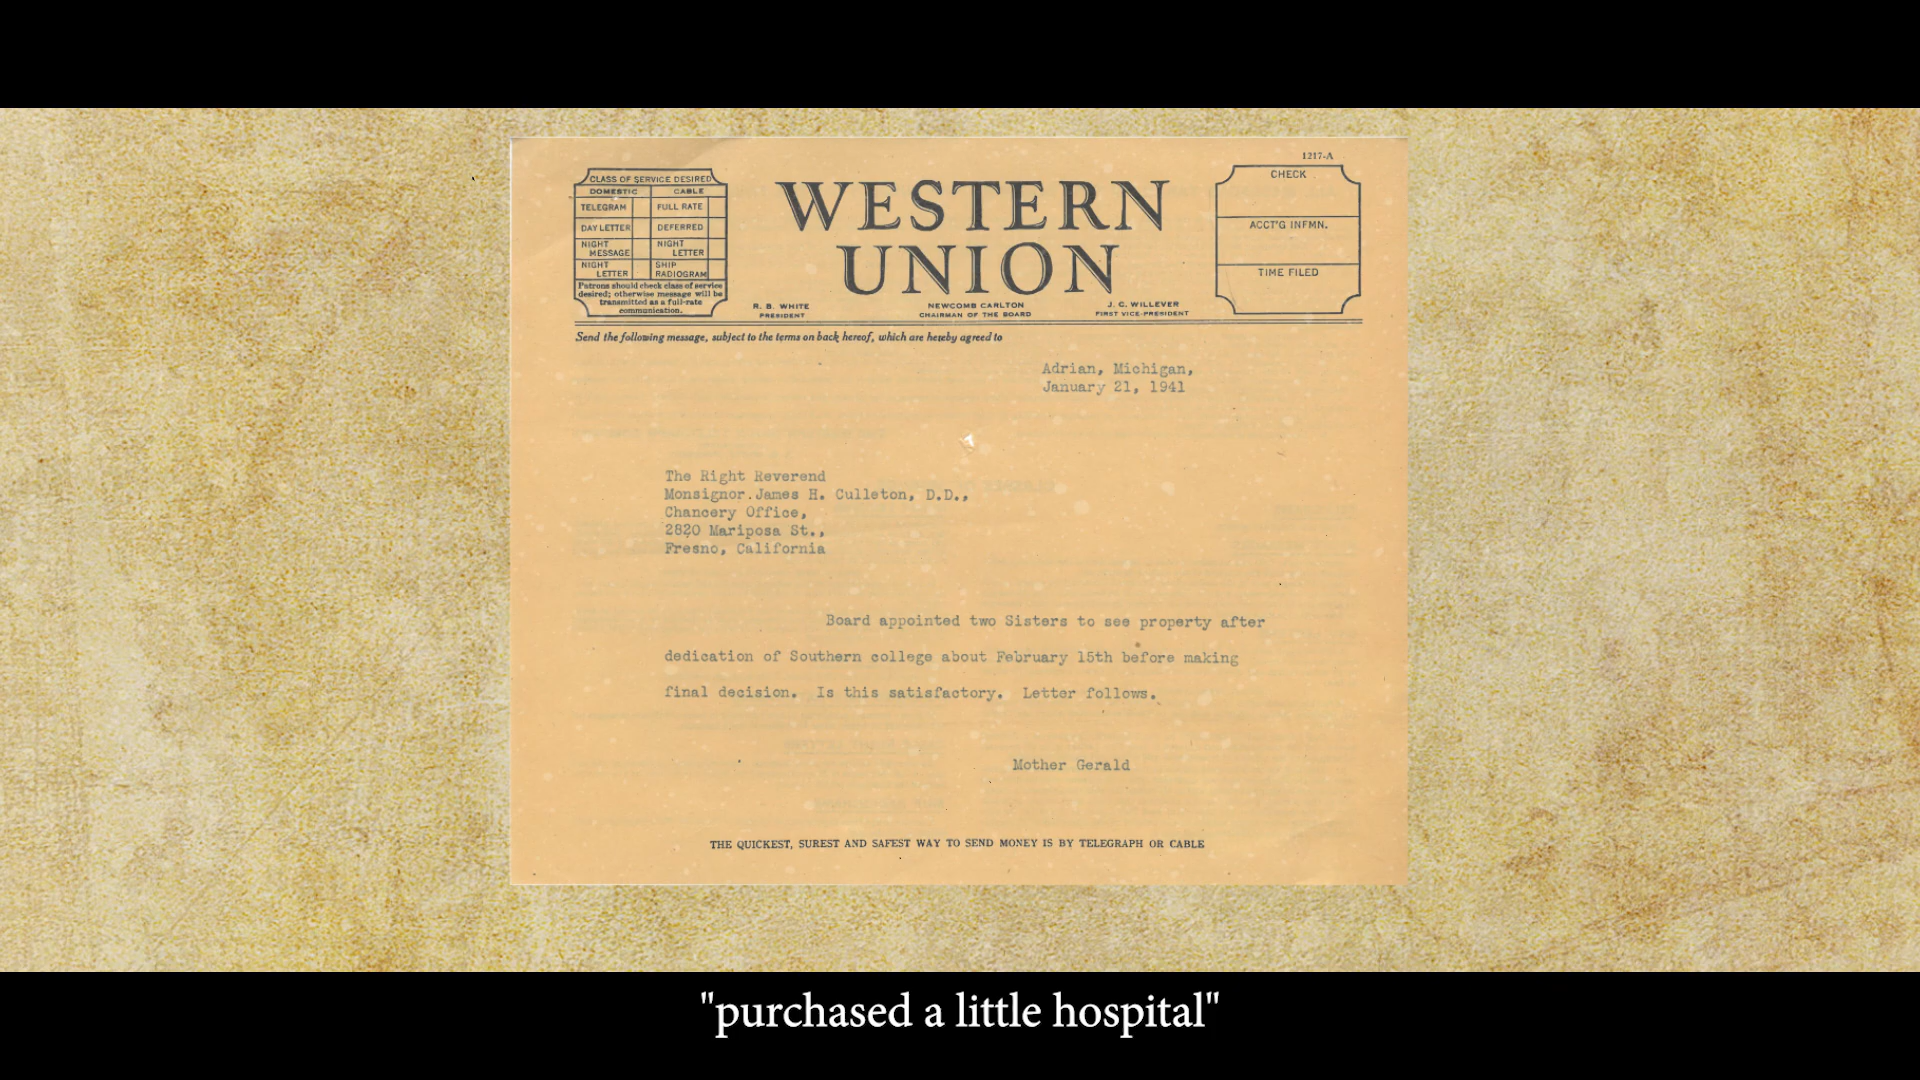 1217-A
CLASS OF SERVICE DESIRED
DOMESTIC CABLE
TELEGRAM FULL RATE
DAY LETTER DEFERRED
NIGHT MESSAGE NIGHT LETTER
NIGHT LETTER SHIP RADIOGRAM
Patrons should check class of service
desired; otherwise message will be
transmitted as a full-rate
communication.
WESTERN
UNION
R. B. WHITE
PRESIDENT
NEWCOMB CARLTON
CHAIRMAN OF THE BOARD
J. C. WILLEVER
FIRST VICE-PRESIDENT
CHECK
ACCT'G INFMN.
TIME FILED
Send the following message, subject to the terms on back hereof, which are hereby agreed to
Adrian, Michigan,
January 21, 1941
The Right Reverend
Monsignor.James H. Culleton, D.D.,
Chancery Office,
2820 Mariposa St.,
Fresno, California
Board appointed two Sisters to see property after
dedication of Southern college about February 15th before making
final decision. Is this satisfactory. Letter follows.
Mother Gerald
THE QUICKEST, SUREST AND SAFEST WAY TO SEND MONEY IS BY TELEGRAPH OR CABLE
"purchased a little hospital"